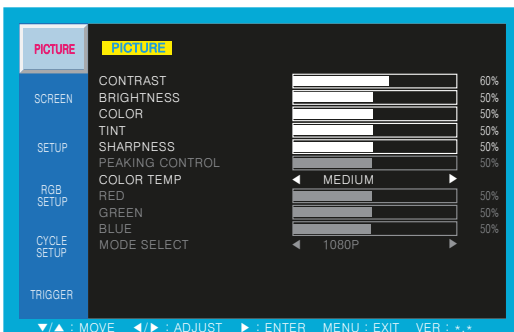 PICTURE
SCREEN
SETUP
RGB
SETUP
CYCLE
SETUP
TRIGGER
PICTURE
CONTRAST 60%
BRIGHTNESS 50%
COLOR 50%
TINT 50%
SHARPNESS 50%
PEAKING CONTROL 50%
COLOR TEMP ◀ MEDIUM ▶
RED 50%
GREEN 50%
BLUE 50%
MODE SELECT ◀ 1080P ▶
▼/▲ : MOVE ◀/▶ : ADJUST ▶ : ENTER MENU : EXIT VER : *.*